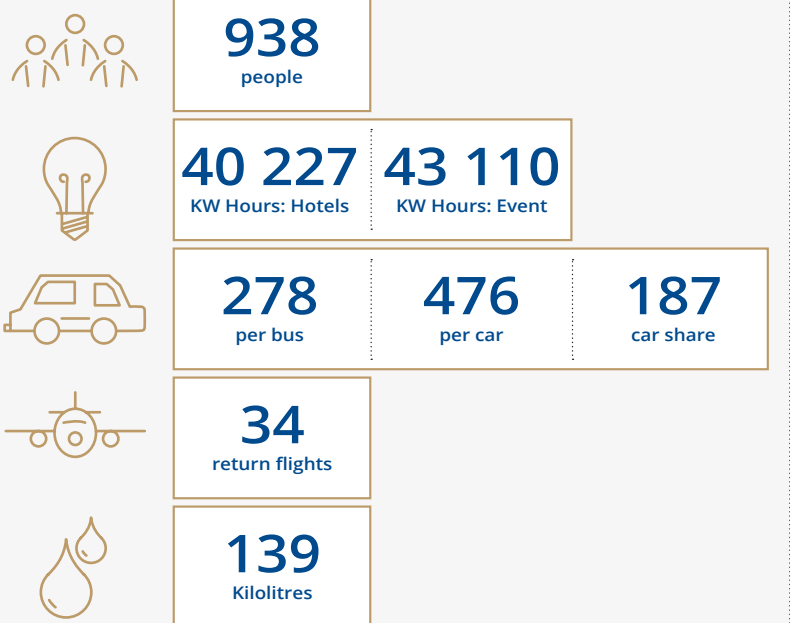 938
people
40 227 43 110
KW Hours: Hotels KW Hours: Event
278 476 187
per bus per car car share
34
return flights
139
Kilolitres